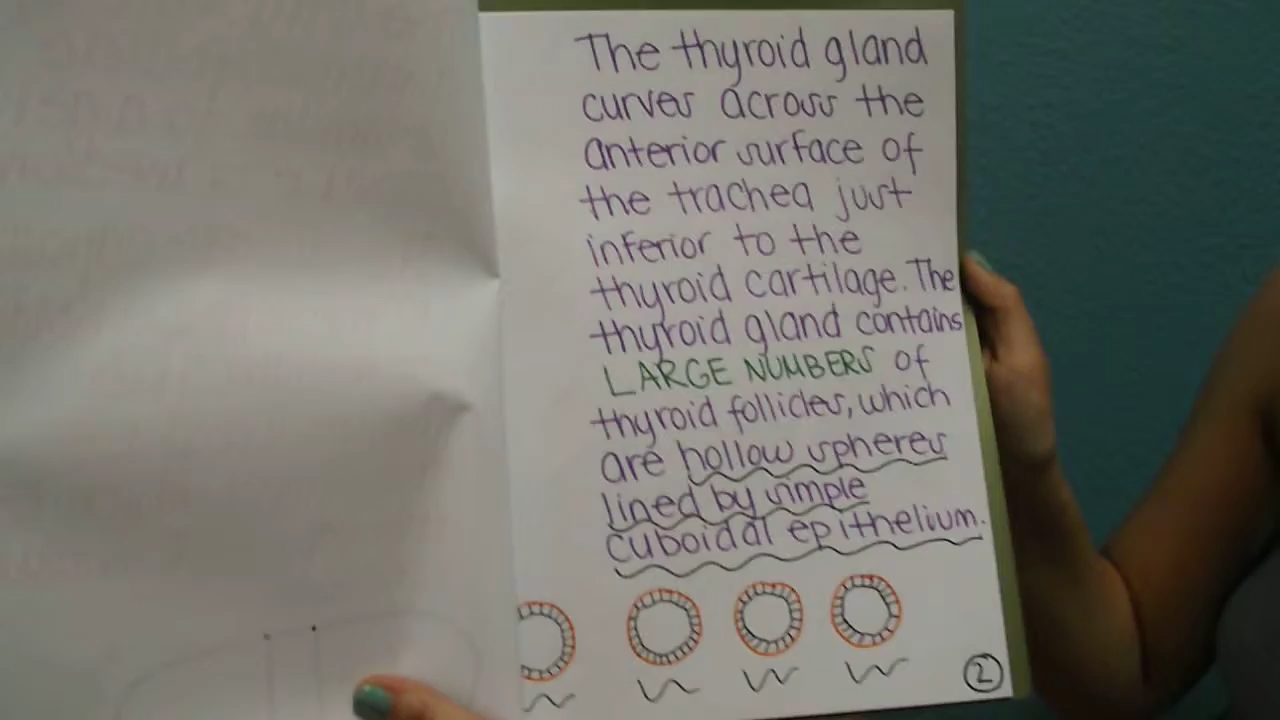 The thyroid gland
curves across the
anterior surface of
the trachea just
inferior to the
thyroid cartilage. The
thyroid gland contains
LARGE NUMBERS of
thyroid follicles, which
are hollow spheres
lined by simple
cuboidal epithelium.
2